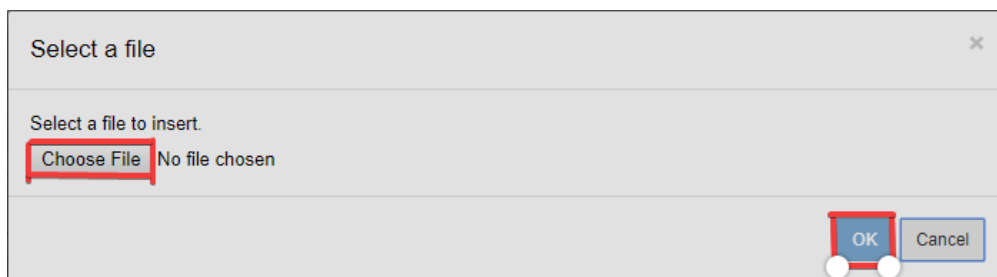 Select a file
×
Select a file to insert.
Choose File No file chosen
OK Cancel